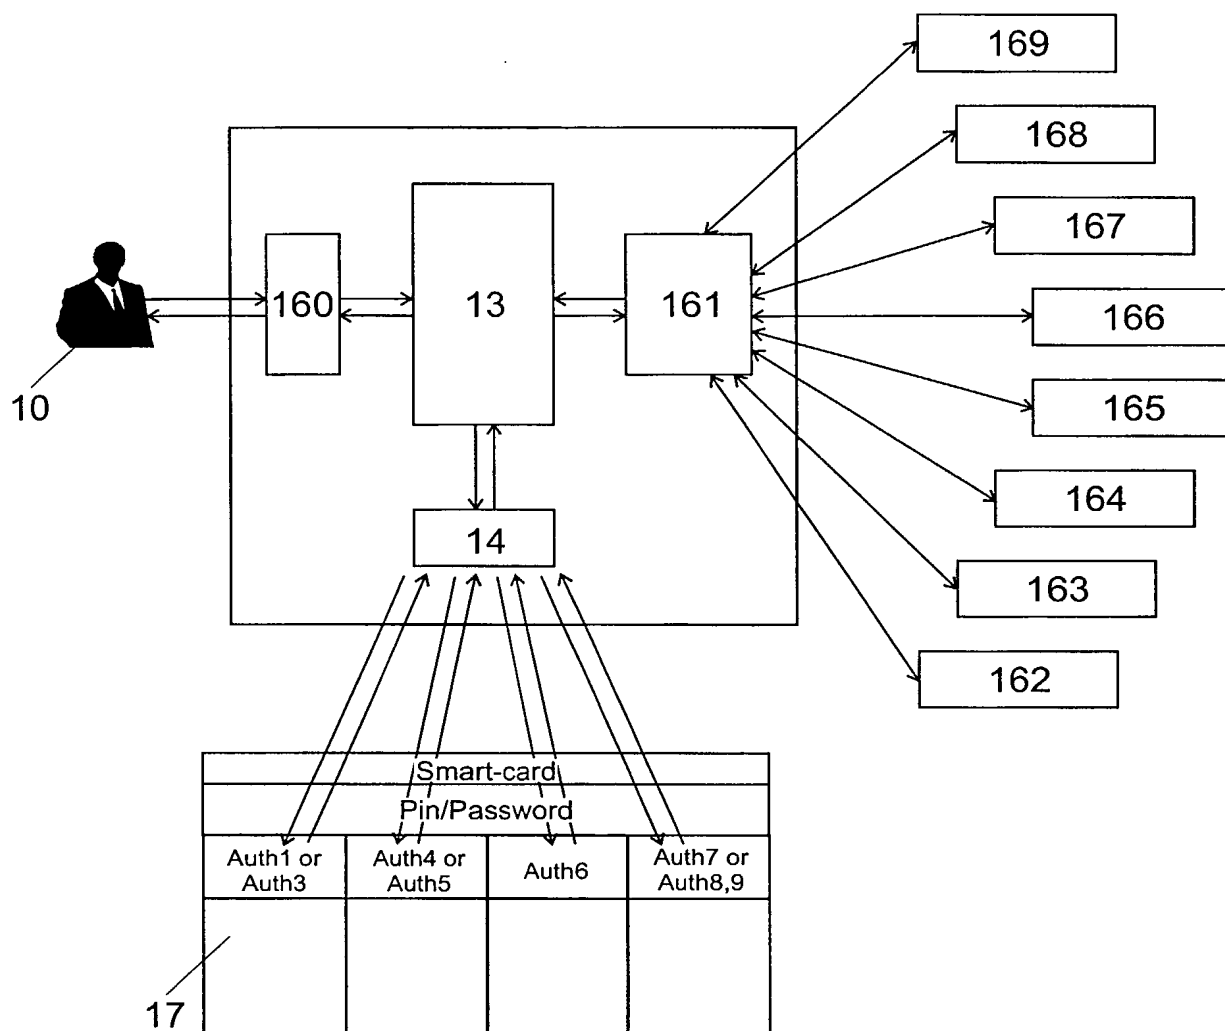 169
168
167
160
13
161
166
10
165
164
14
163
162
Smart-card
Pin/Password
Auth1 or
Auth3
Auth4 or
Auth5
Auth6
Auth7 or
Auth8,9
17